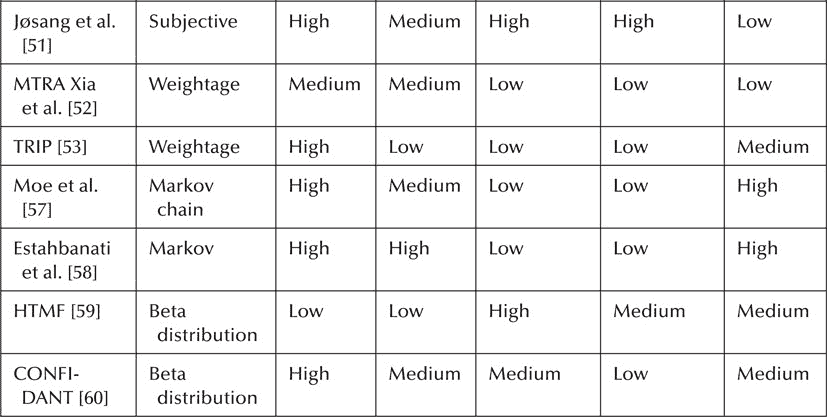 Jøsang et al. Subjective High Medium High High Low
[51]
MTRA Xia Weightage Medium Medium Low Low Low
et al. [52]
TRIP [53] Weightage High Low Low Low Medium
Moe et al. Markov High Medium Low Low High
[57] chain
Estahbanati Markov High High Low Low High
et al. [58]
HTMF [59] Beta Low Low High Medium Medium
distribution
CONFI- Beta High Medium Medium Low Medium
DANT [60] distribution